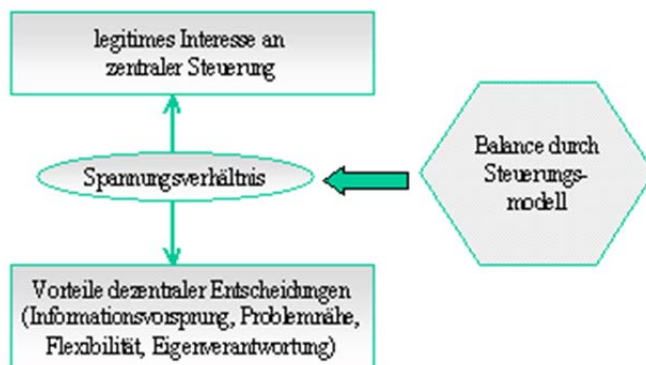 legitimes Interesse an
zentraler Steuerung
Spannungsverhältnis
Balance durch
Steuerungs-
modell
Vorteile dezentraler Entscheidungen
(Informationsvorsprung, Problemnähe,
Flexibilität, Eigenverantwortung)